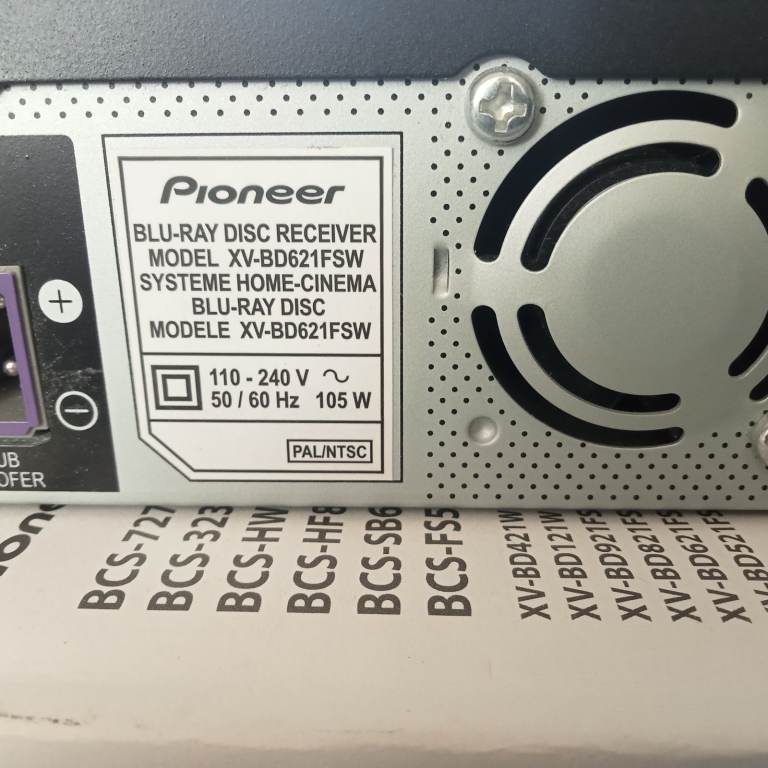 Pioneer
BLU-RAY DISC RECEIVER
MODEL XV-BD621FSW
SYSTEME HOME-CINEMA
BLU-RAY DISC
MODELE XV-BD621FSW
110 - 240 V ~
50 / 60 Hz 105 W
PAL/NTSC
+
−
UB
OFER
BCS-727
BCS-323
BCS-HW
BCS-HF8
BCS-SB6
BCS-FS5
XV-BD421W
XV-BD121W
XV-BD921FS
XV-BD821FS
XV-BD621FS
XV-BD521FS